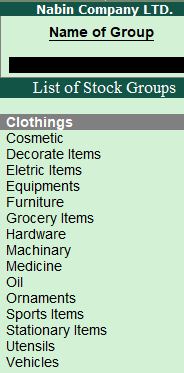 Nabin Company LTD.
Name of Group
List of Stock Groups
Clothings
Cosmetic
Decorate Items
Eletric Items
Equipments
Furniture
Grocery Items
Hardware
Machinary
Medicine
Oil
Ornaments
Sports Items
Stationary Items
Utensils
Vehicles